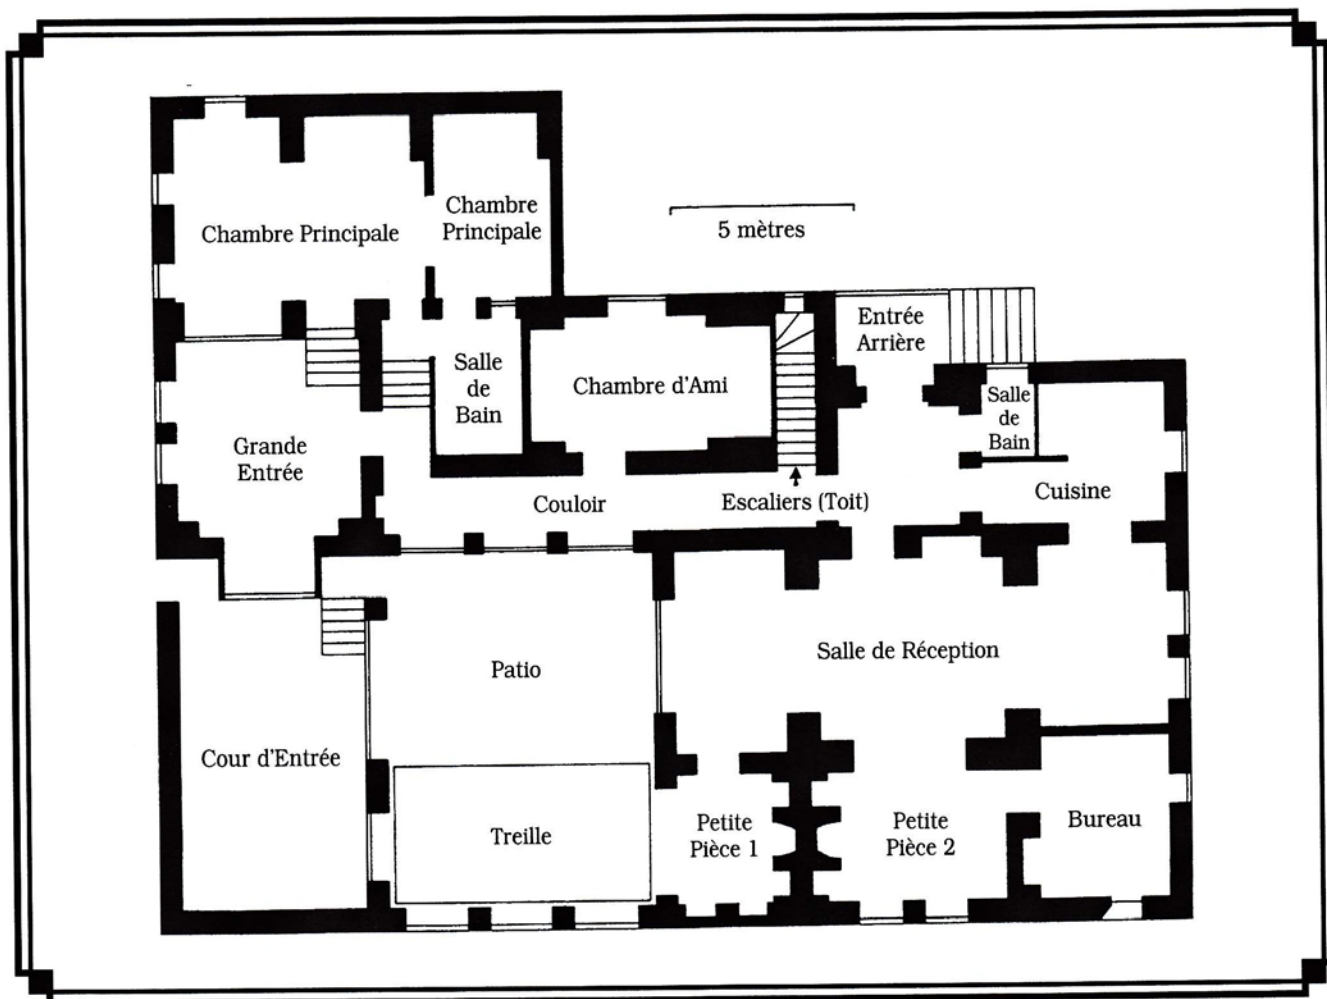 Chambre Principale
Chambre
Principale
5 mètres
Entrée
Arrière
Salle
de
Bain
Chambre d'Ami
Salle
de
Bain
Grande
Entrée
Couloir
Escaliers (Toit)
Cuisine
Patio
Salle de Réception
Cour d'Entrée
Treille
Petite
Pièce 1
Petite
Pièce 2
Bureau